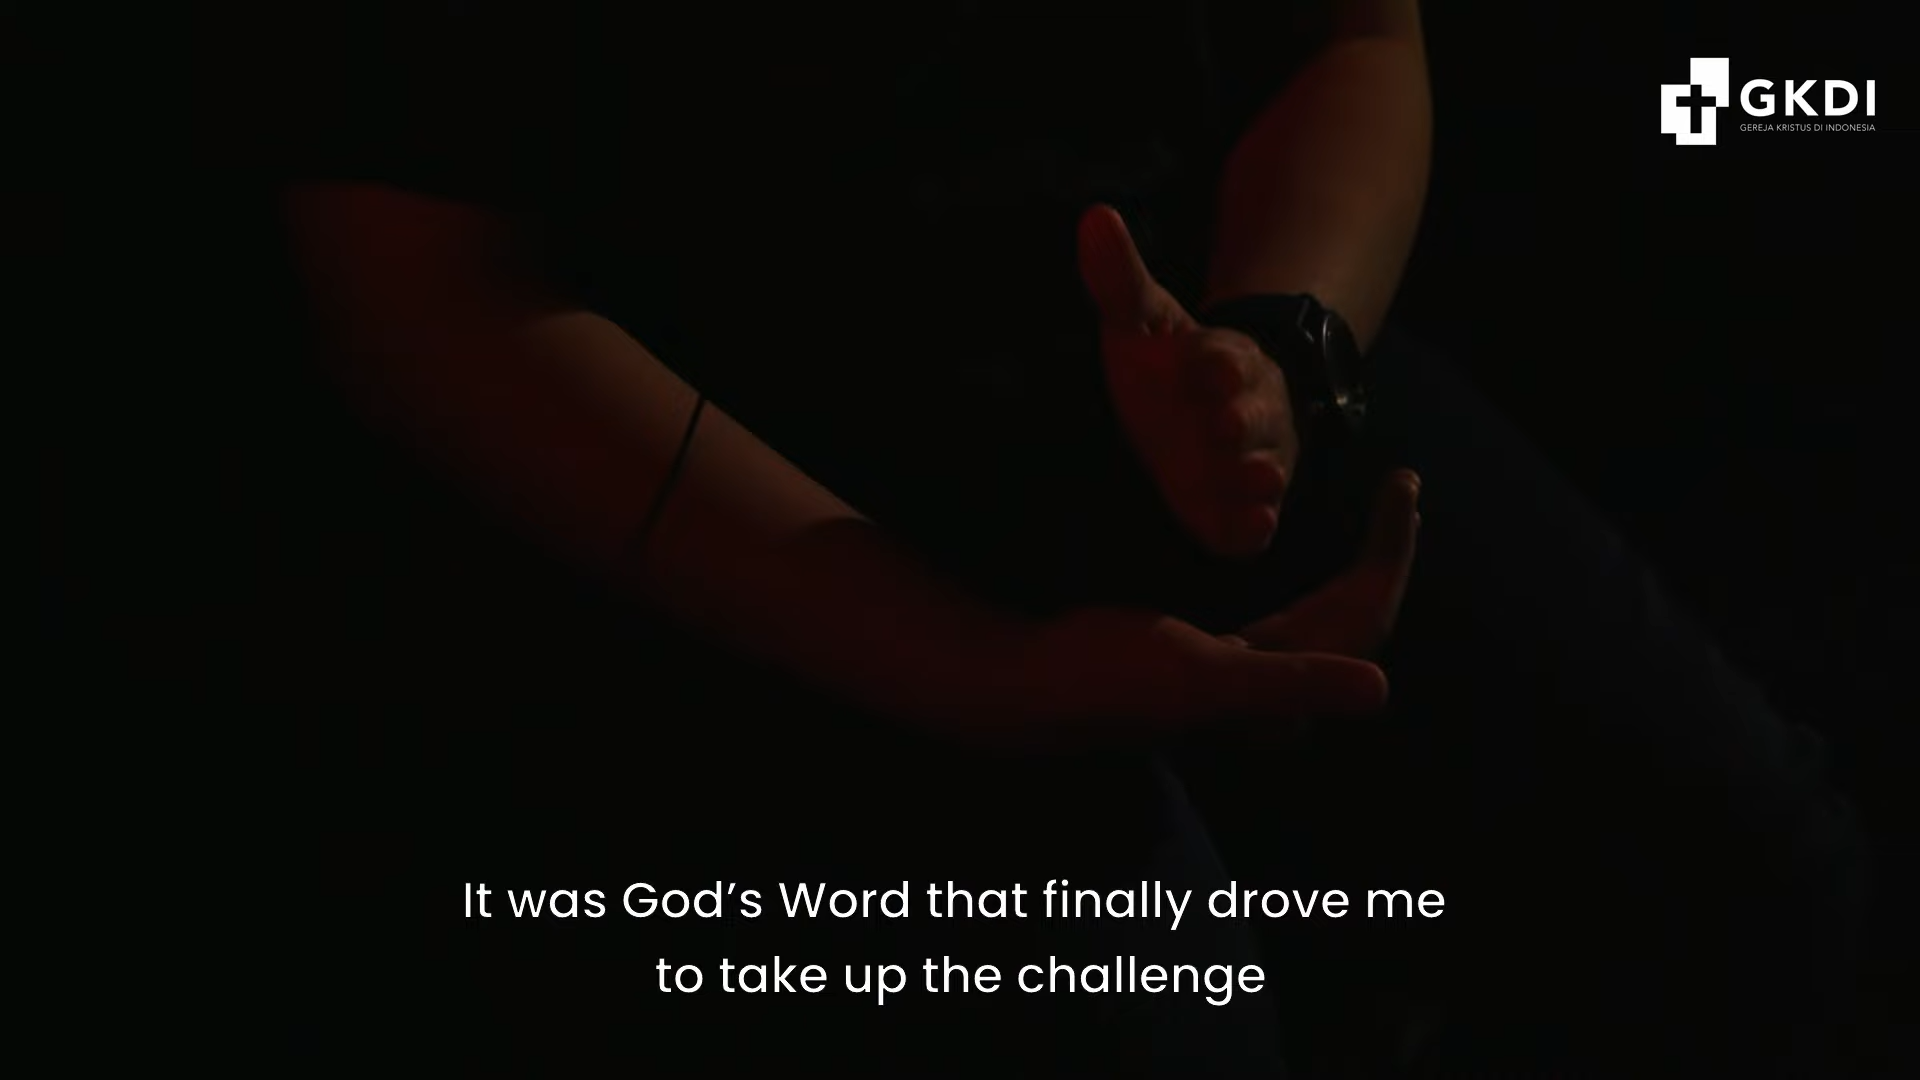 GKDI
GEREJA KRISTUS DI INDONESIA
It was God’s Word that finally drove me
to take up the challenge